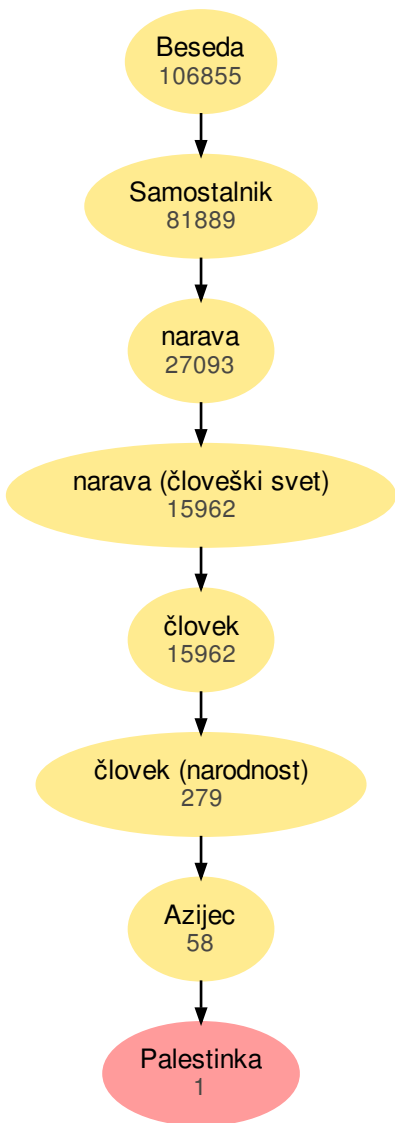 Beseda
106855
Samostalnik
81889
narava
27093
narava (človeški svet)
15962
človek
15962
človek (narodnost)
279
Azijec
58
Palestinka
1